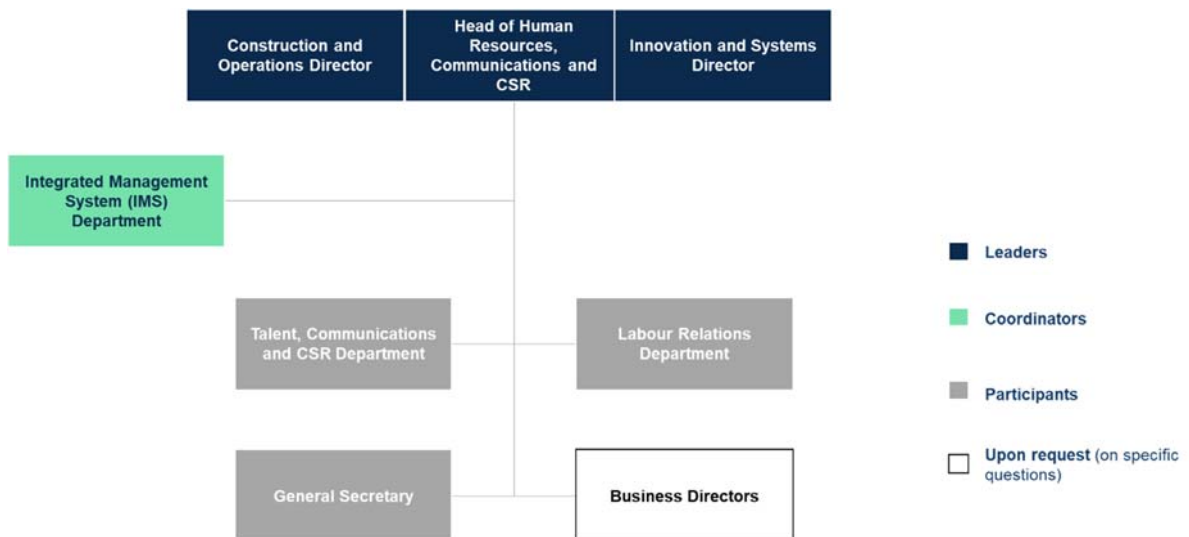 Construction and
Operations Director
Head of Human
Resources,
Communications and
CSR
Innovation and Systems
Director
Integrated Management
System (IMS)
Department
Talent, Communications
and CSR Department
Labour Relations
Department
General Secretary
Business Directors
Leaders
Coordinators
Participants
Upon request (on specific
questions)